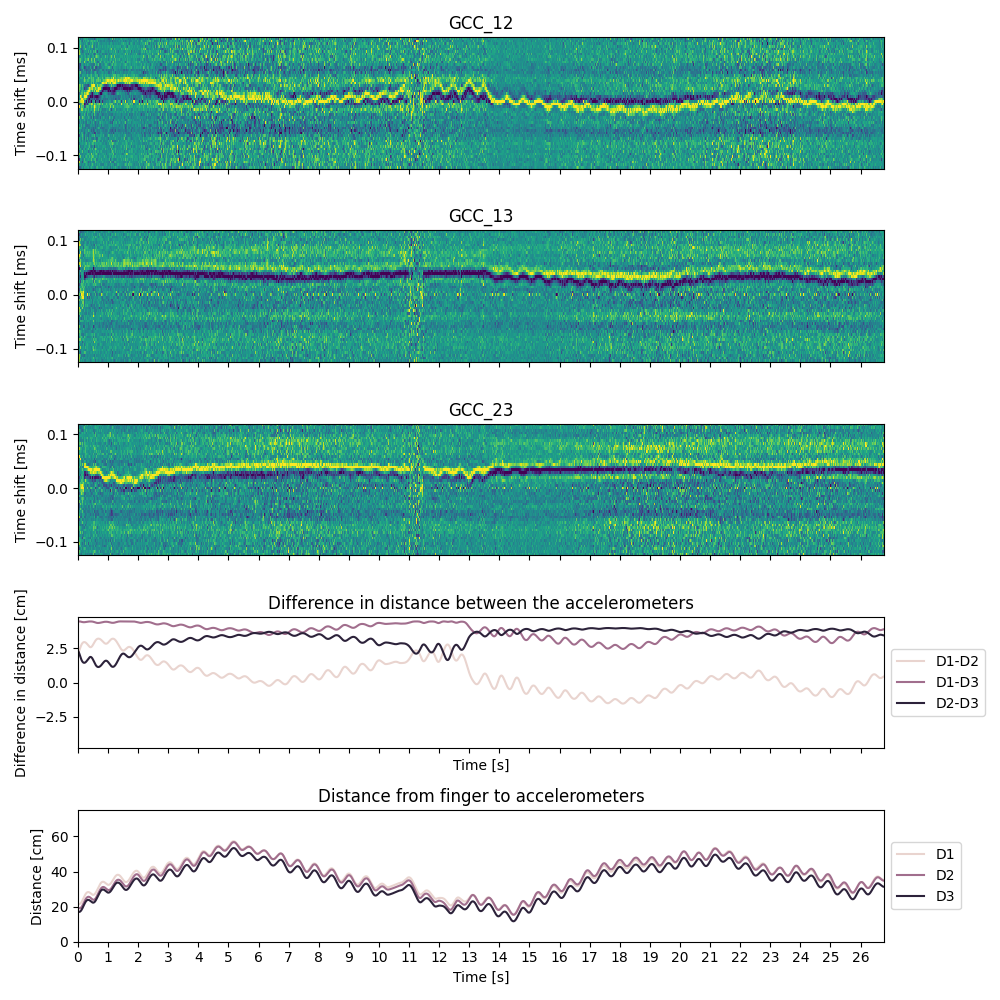 GCC_12
Time shift [ms]
0.1
0.0
−0.1
GCC_13
Time shift [ms]
0.1
0.0
−0.1
GCC_23
Time shift [ms]
0.1
0.0
−0.1
Difference in distance between the accelerometers
Difference in distance [cm]
2.5
0.0
−2.5
D1-D2
D1-D3
D2-D3
Time [s]
Distance from finger to accelerometers
Distance [cm]
60
40
20
0
D1
D2
D3
0 1 2 3 4 5 6 7 8 9 10 11 12 13 14 15 16 17 18 19 20 21 22 23 24 25 26
Time [s]